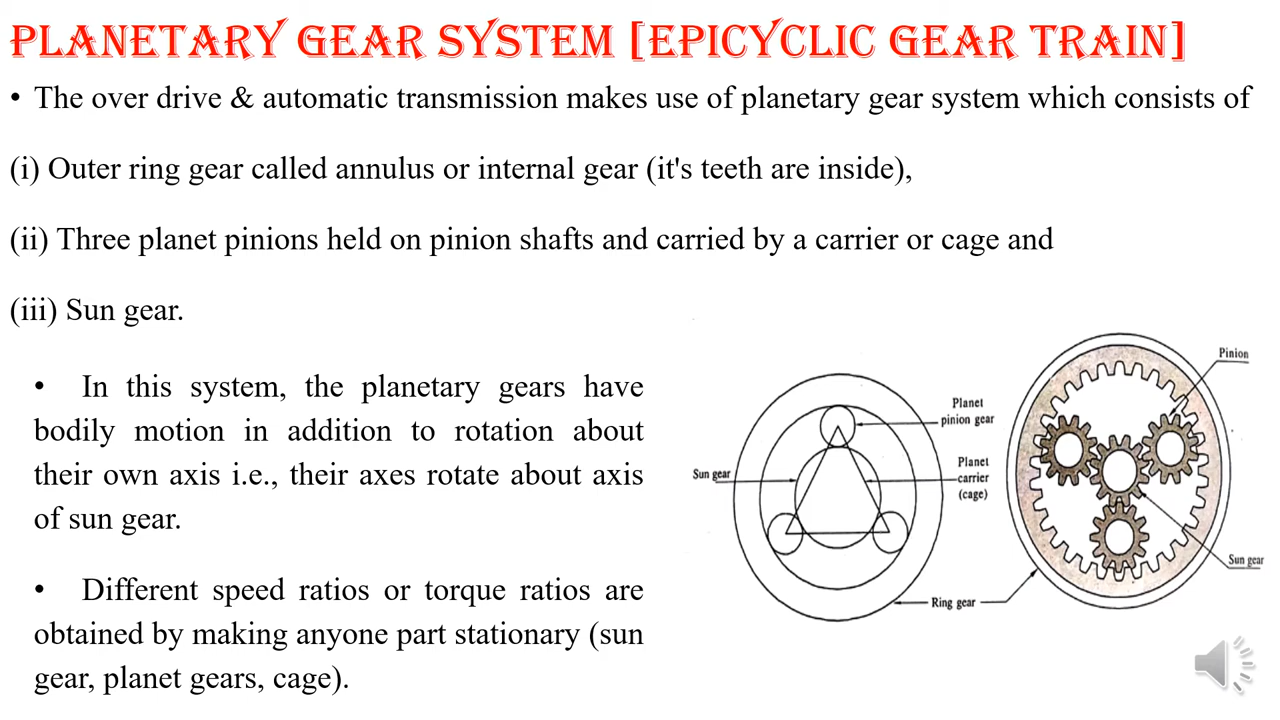 PLANETARY GEAR SYSTEM [EPICYCLIC GEAR TRAIN]
• The over drive & automatic transmission makes use of planetary gear system which consists of
(i) Outer ring gear called annulus or internal gear (it's teeth are inside),
(ii) Three planet pinions held on pinion shafts and carried by a carrier or cage and
(iii) Sun gear.
• In this system, the planetary gears have
bodily motion in addition to rotation about
their own axis i.e., their axes rotate about axis
of sun gear.
• Different speed ratios or torque ratios are
obtained by making anyone part stationary (sun
gear, planet gears, cage).
Planet
pinion gear
Sun gear
Planet
carrier
(cage)
Ring gear
Pinion
Sun gear